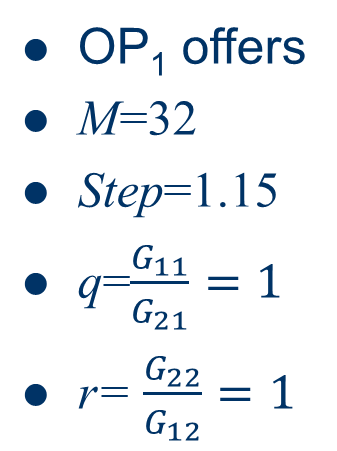 ● OP₁ offers
● M=32
● Step=1.15
● q=G₁₁/G₂₁ = 1
● r= G₂₂/G₁₂ = 1